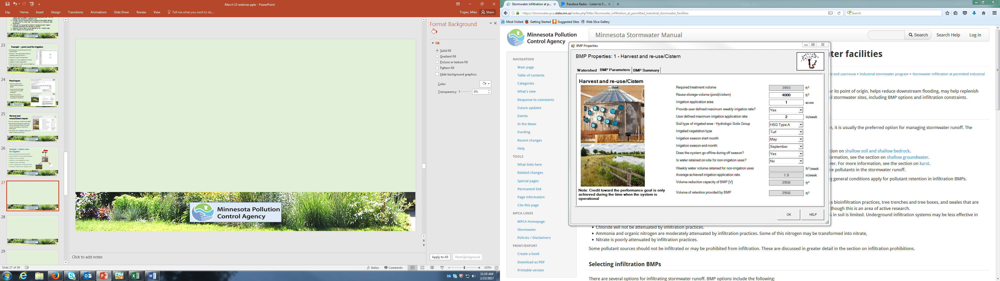 March 15 webinar.pptx - PowerPoint
File Home Insert Design Transitions Animations Slide Show Review View Tell me what you want to do... Trojan, Mike Share
23
Example – pond used for irrigation
24
Pond inputs
25
Harvest and
reuse/Cistern inputs
26
Example – cistern used
for irrigation
27
28
29
Minnesota Pollution
Control Agency
Click to add notes
Format Background
Fill
Solid fill
Gradient fill
Picture or texture fill
Pattern fill
Hide background graphics
Color
Transparency 0%
Apply to All Reset Background
Slide 27 of 39 Notes Comments 103%
11:19 AM
2/23/2017
Stormwater infiltration at p... Pandora Radio - Listen to F...
https://stormwater.pca.state.mn.us/index.php?title=Stormwater_infiltration_at_permitted_industrial_stormwater_facilities Search
Most Visited Getting Started Suggested Sites Web Slice Gallery
Minnesota Pollution
Control Agency
Minnesota Stormwater Manual Search Search Help Log in
NAVIGATION
Main page
Table of contents
Categories
What's new
Response to comments
Future updates
Events
In the News
Funding
Recent changes
Help
TOOLS
What links here
Related changes
Special pages
Permanent link
Page information
Cite this page
MPCA LINKS
MPCA Homepage
Stormwater
Policies / Disclaimers
PRINT/EXPORT
Create a book
Download as PDF
Printable version
BMP Properties
BMP Properties: 1 - Harvest and re-use/Cistern
Watershed BMP Parameters BMP Summary
Harvest and re-use/Cistern
Required treatment volume 3993 ft³
Reuse storage volume (pond/cistern) 4000 ft³
Irrigation application area 1 acres
Provide user defined maximum weekly irrigation rate? Yes
User defined maximum irrigation application rate 2 in/week
Soil type of irrigated area - Hydrologic Soils Group HSG Type A
Irrigated vegetation type Turf
Irrigation season start month May
Irrigation season end month September
Does the system go offline during off season? Yes
Is water retained on-site for non-irrigation uses? No
Weekly water volume retained for non-irrigation uses ft³/week
Average achieved irrigation application rate 1.9 in/week
Volume reduction capacity of BMP [V] 2956 ft³
Volume of retention provided by BMP 2956 ft³
Note: Credit toward the performance goal is only
achieved during the time when the system is
operational
OK HELP
ter facilities
st and use/reuse > Industrial stormwater program > Stormwater infiltration at permitted industrial
r its point of origin, helps reduce downstream flooding, may help replenish
l stormwater sites, including BMP options and infiltration constraints.
, it is usually the preferred option for managing stormwater runoff. The
tion on shallow soil and shallow bedrock.
ormation, see the section on shallow groundwater.
ver. For more information, see the section on karst.
te pollutants in the stormwater runoff.
g general conditions apply for pollutant retention in infiltration BMPs.
s bioinfiltration practices, tree trenches and tree boxes, and swales that are
though this is an area of active research.
s in soil is limited. Underground infiltration systems may be less effective in
Chloride will not be attenuated by infiltration practices.
Ammonia and organic nitrogen are moderately attenuated by infiltration practices. Some of this nitrogen may be transformed into nitrate,
Nitrate is poorly attenuated by infiltration practices.
Some pollutant sources should not be infiltrated or may be prohibited from infiltration. These are discussed in greater detail in the section on infiltration prohibitions.
Selecting infiltration BMPs
There are several options for infiltrating stormwater runoff. BMP options include the following: